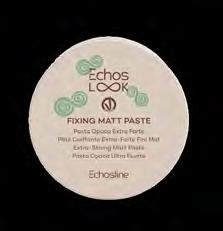 Echos
LOOK
FIXING MATT PASTE
Pasta Opaca Extra Forte
Pâte Coiffante Extra-Forte Fini Mat
Extra-Strong Matt Paste
Pasta Opaca Ultra Fuerte
Echosline